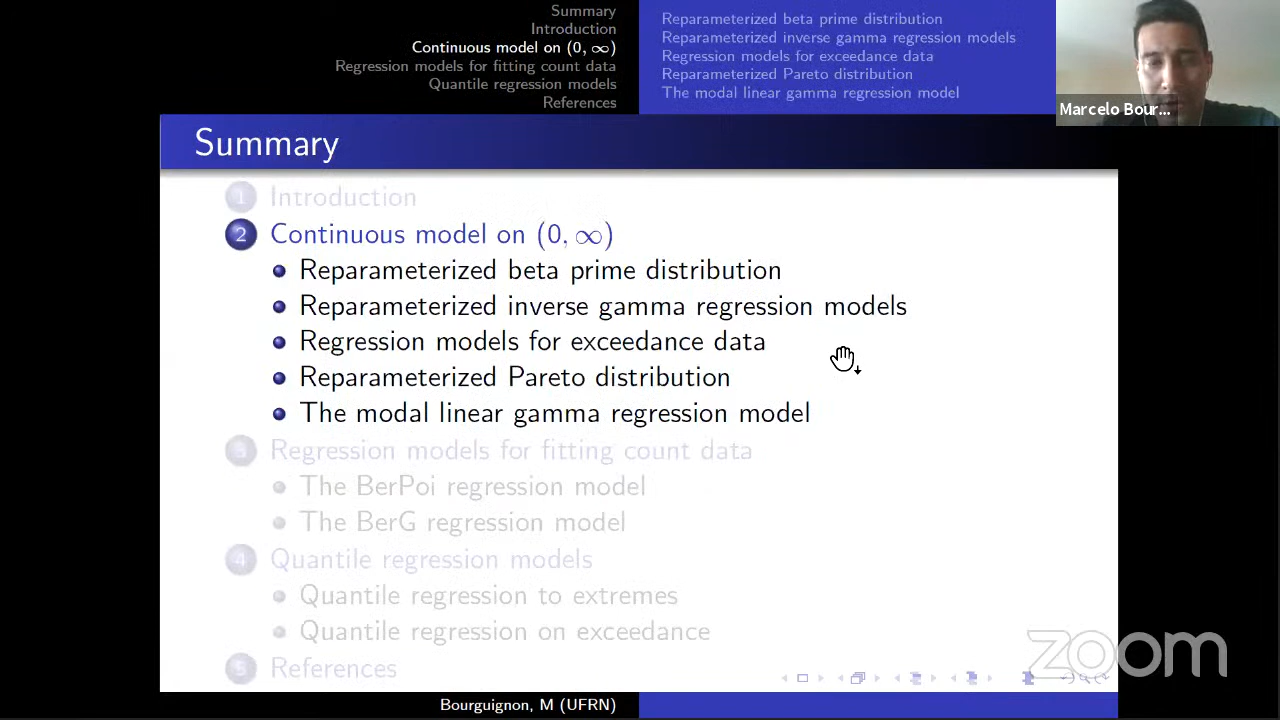 Summary
Introduction
Continuous model on (0, ∞)
Regression models for fitting count data
Quantile regression models
References
Reparameterized beta prime distribution
Reparameterized inverse gamma regression models
Regression models for exceedance data
Reparameterized Pareto distribution
The modal linear gamma regression model
Marcelo Bour...
Summary
1 Introduction
2 Continuous model on (0, ∞)
Reparameterized beta prime distribution
Reparameterized inverse gamma regression models
Regression models for exceedance data
Reparameterized Pareto distribution
The modal linear gamma regression model
3 Regression models for fitting count data
The BerPoi regression model
The BerG regression model
4 Quantile regression models
Quantile regression to extremes
Quantile regression on exceedance
5 References
zoom
Bourguignon, M (UFRN)